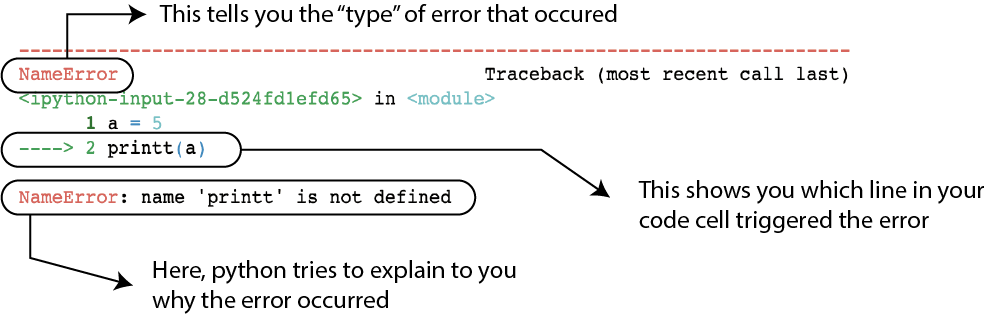 This tells you the “type” of error that occured
--------------------------------------------------------------------------
NameError Traceback (most recent call last)
<ipython-input-28-d524fd1efd65> in <module>
1 a = 5
----> 2 printt(a)
NameError: name 'printt' is not defined
This shows you which line in your
code cell triggered the error
Here, python tries to explain to you
why the error occurred